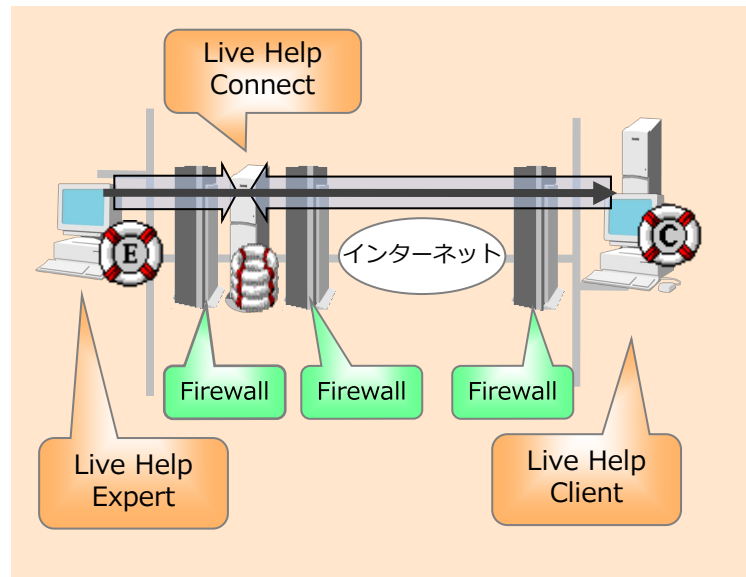 Live Help
Connect
E
C
インターネット
Firewall
Firewall
Firewall
Live Help
Expert
Live Help
Client